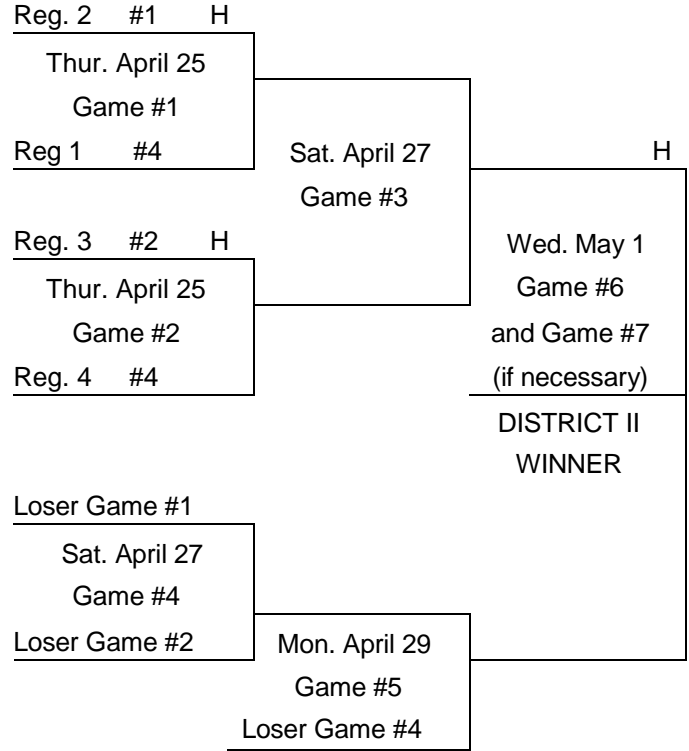 Reg. 2 #1 H
Thur. April 25
Game #1
Reg 1 #4
Sat. April 27
Game #3
H
Reg. 3 #2 H
Thur. April 25
Game #2
Reg. 4 #4
Wed. May 1
Game #6
and Game #7
(if necessary)
DISTRICT II
WINNER
Loser Game #1
Sat. April 27
Game #4
Loser Game #2
Mon. April 29
Game #5
Loser Game #4